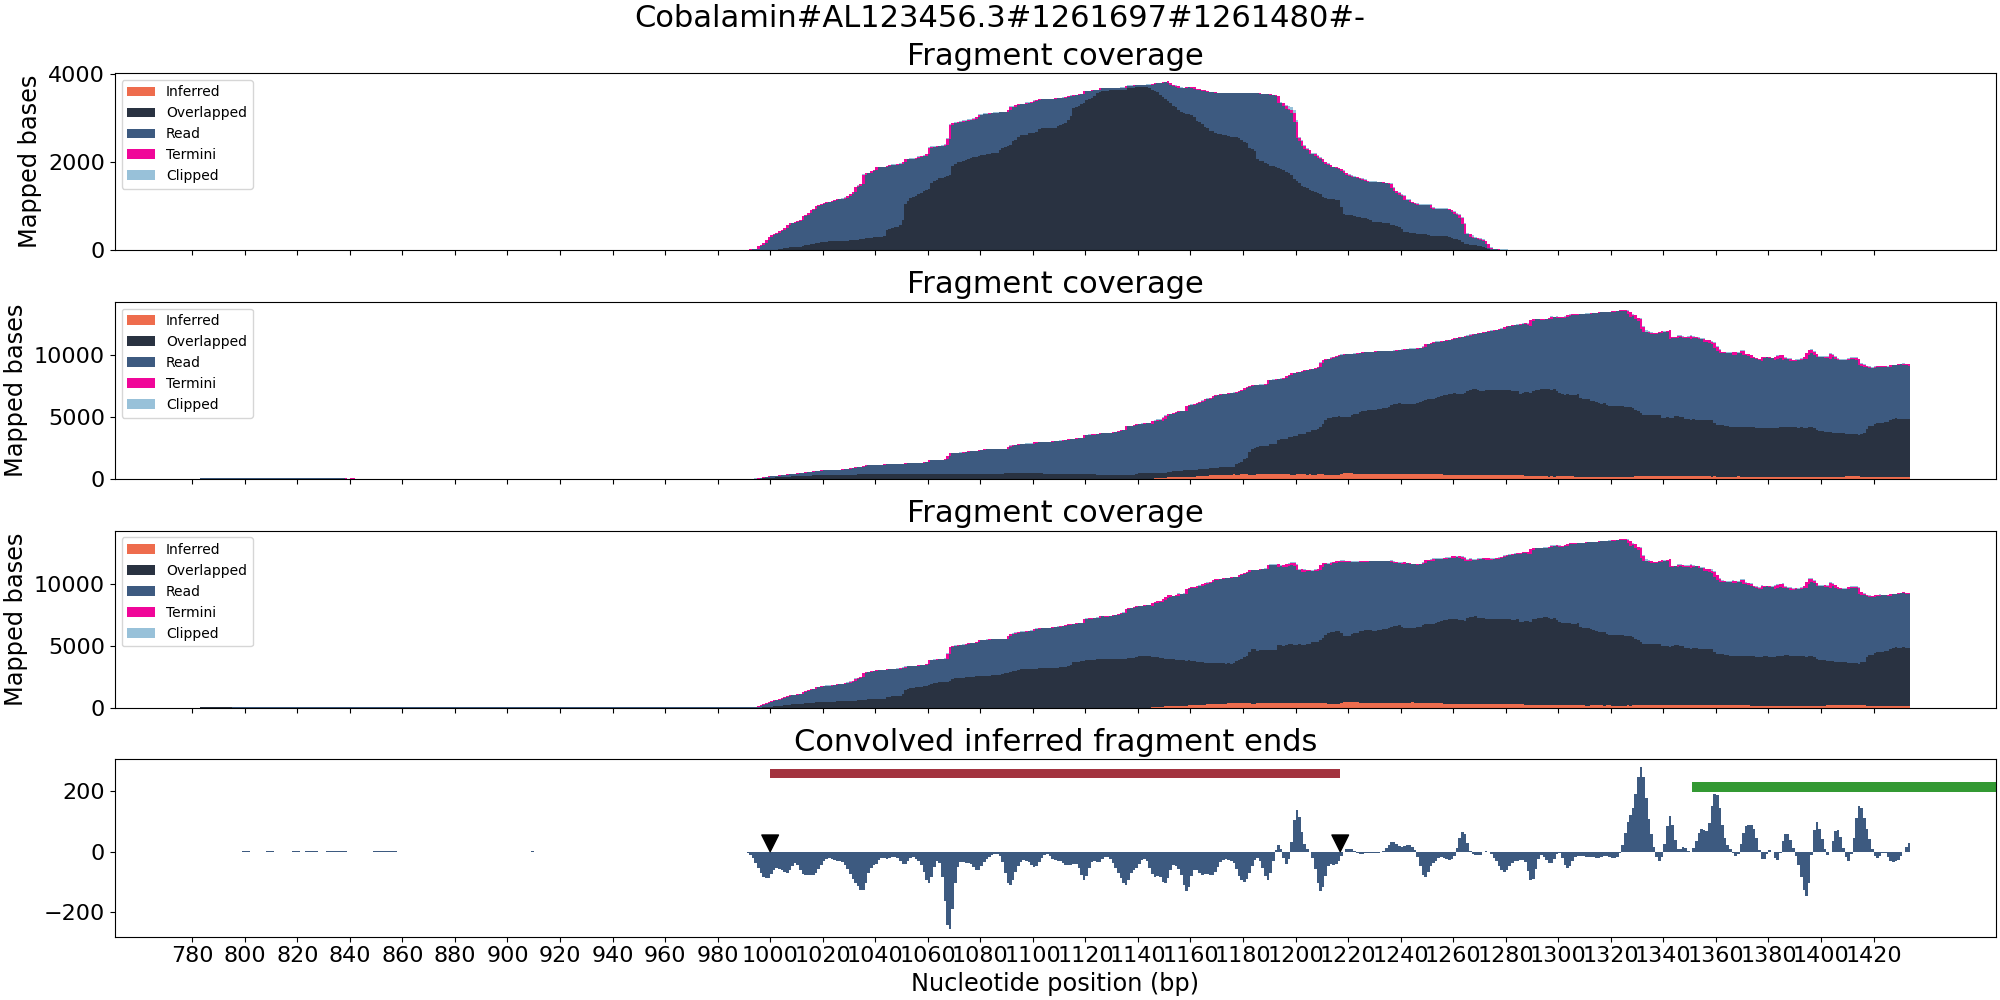 Cobalamin#AL123456.3#1261697#1261480#-
Fragment coverage
Mapped bases
4000
2000
0
Inferred
Overlapped
Read
Termini
Clipped
Fragment coverage
Mapped bases
10000
5000
0
Inferred
Overlapped
Read
Termini
Clipped
Fragment coverage
Mapped bases
10000
5000
0
Inferred
Overlapped
Read
Termini
Clipped
Convolved inferred fragment ends
200
0
−200
780 800 820 840 860 880 900 920 940 960 980 1000 1020 1040 1060 1080 1100 1120 1140 1160 1180 1200 1220 1240 1260 1280 1300 1320 1340 1360 1380 1400 1420
Nucleotide position (bp)